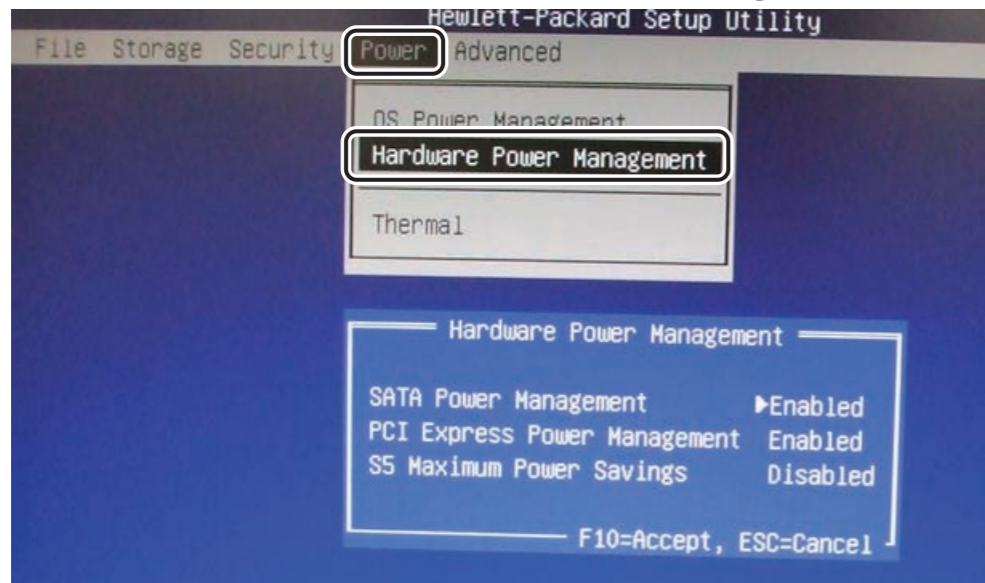 Hewlett-Packard Setup Utility
File Storage Security Power Advanced
OS Power Management
Hardware Power Management
Thermal
Hardware Power Management
SATA Power Management ▶Enabled
PCI Express Power Management Enabled
S5 Maximum Power Savings Disabled
F10=Accept, ESC=Cancel